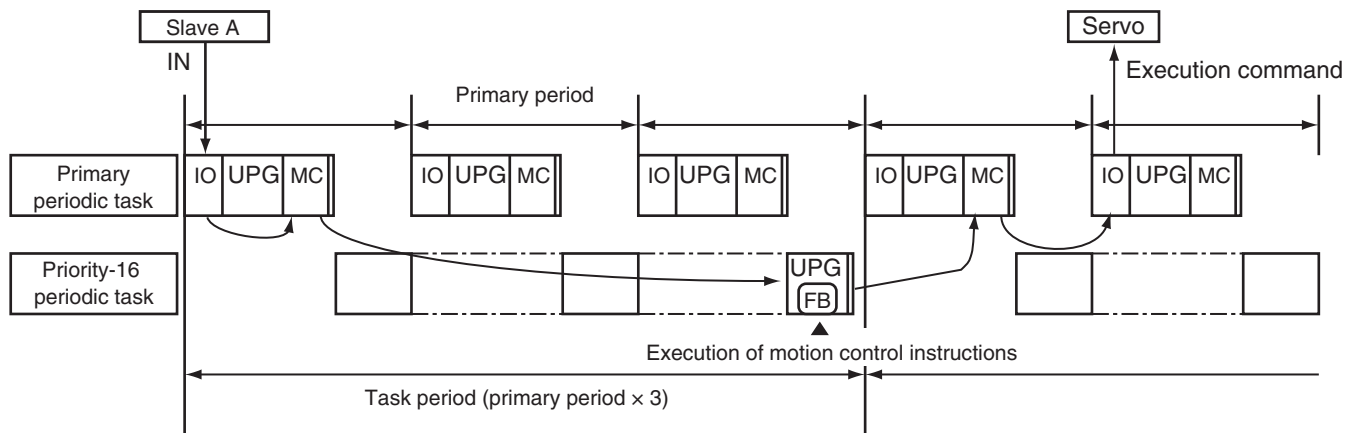 Slave A
Servo
IN
Execution command
Primary period
Primary
periodic task
IO UPG MC
IO UPG MC
IO UPG MC
IO UPG MC
IO UPG MC
Priority-16
periodic task
UPG
FB
Execution of motion control instructions
Task period (primary period × 3)